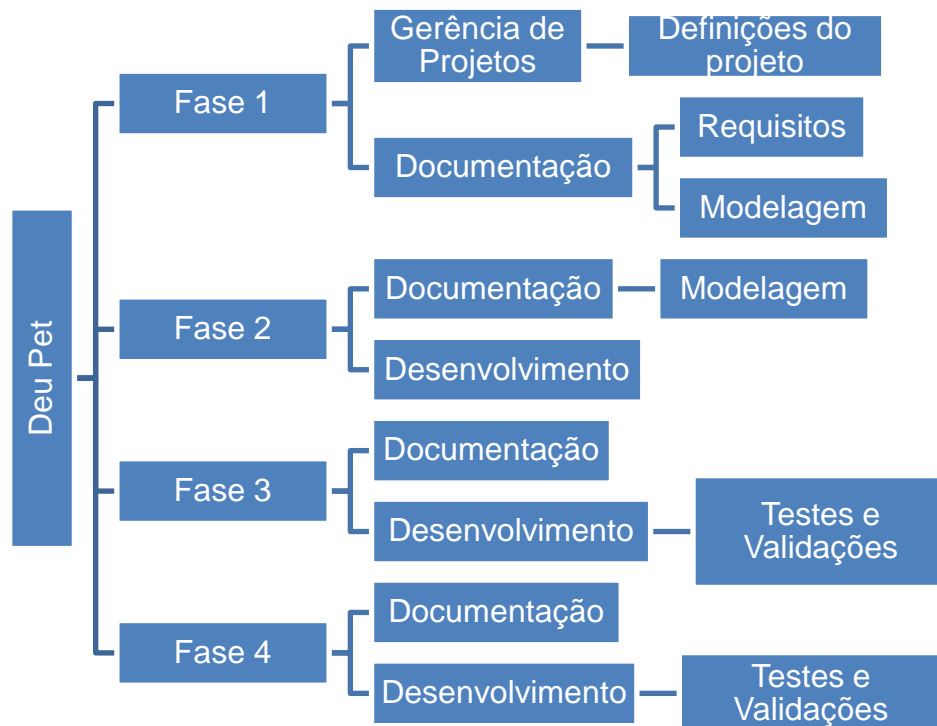 Deu Pet
Fase 1
Gerência de
Projetos
Definições do
projeto
Documentação
Requisitos
Modelagem
Fase 2
Documentação
Modelagem
Desenvolvimento
Fase 3
Documentação
Desenvolvimento
Testes e
Validações
Fase 4
Documentação
Desenvolvimento
Testes e
Validações